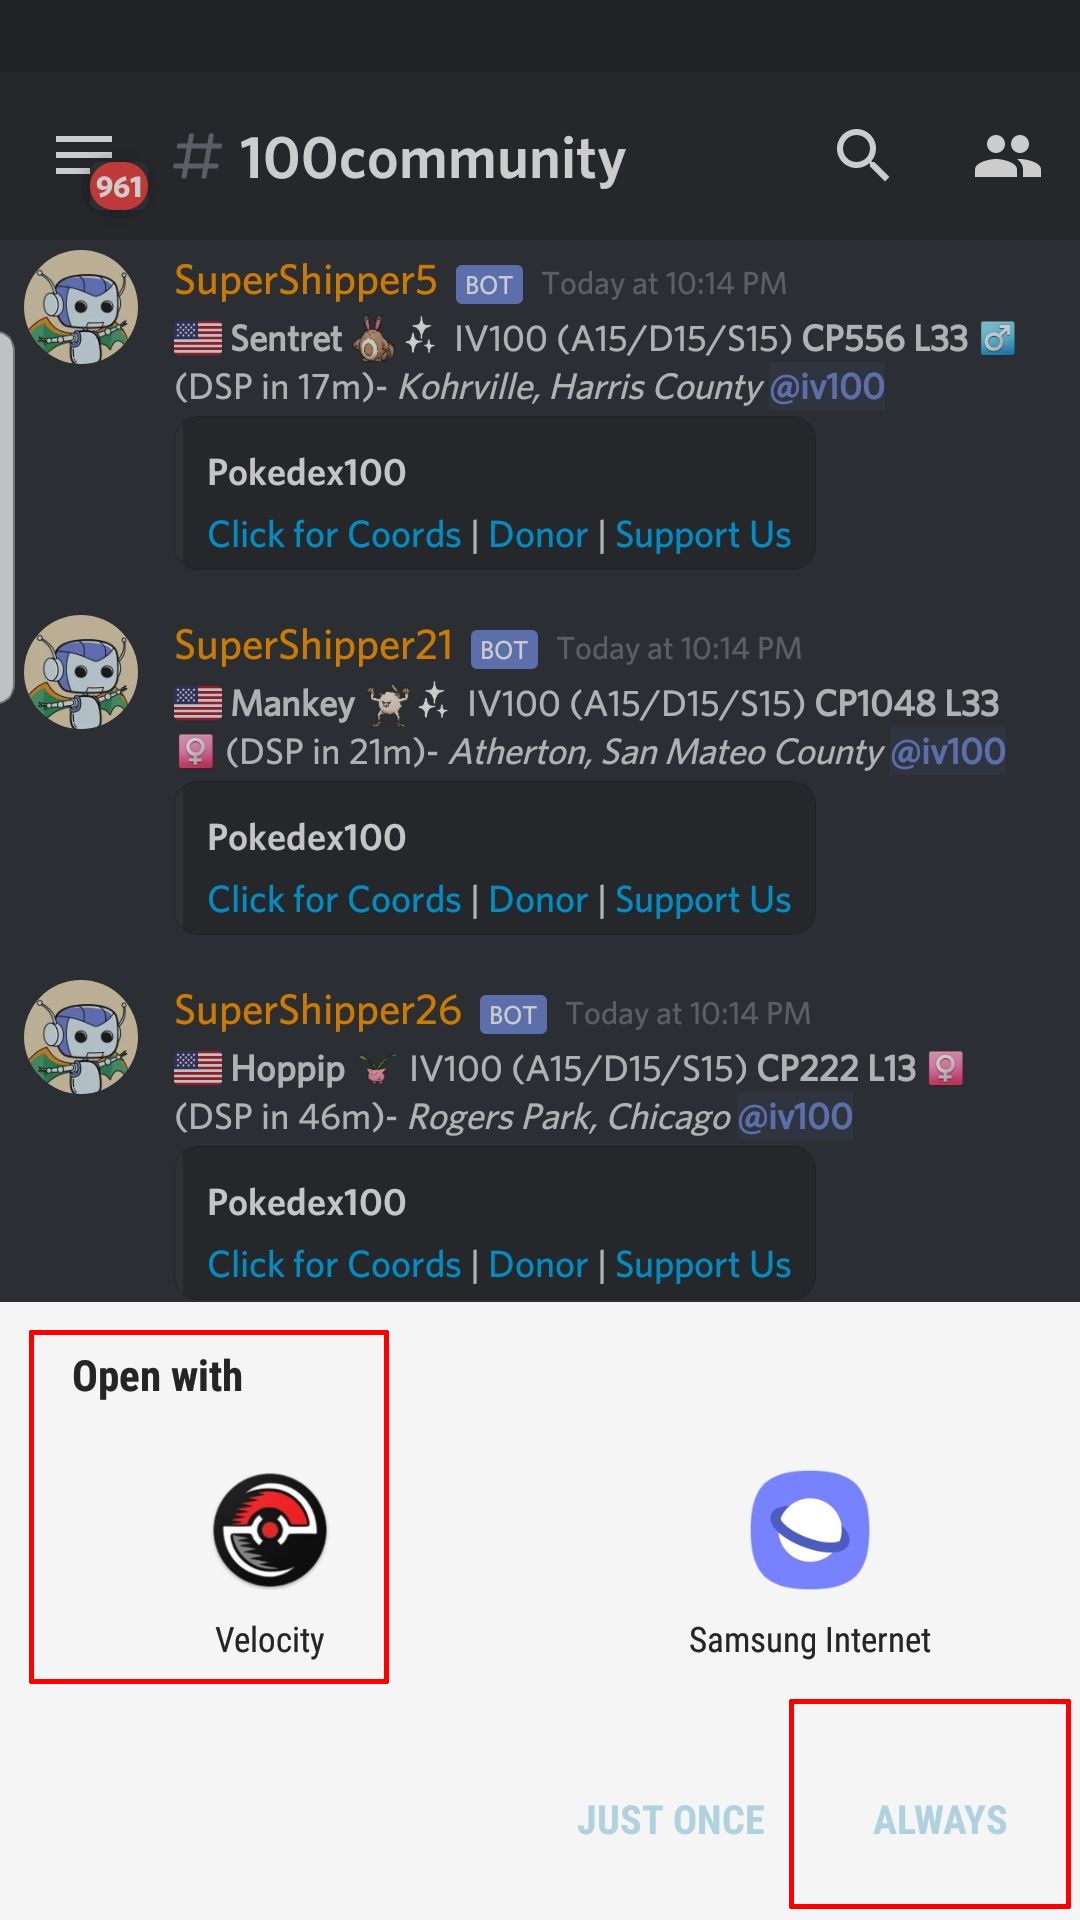 # 100community
961
SuperShipper5 BOT Today at 10:14 PM
Sentret IV100 (A15/D15/S15) CP556 L33
(DSP in 17m)- Kohrville, Harris County @iv100
Pokedex100
Click for Coords | Donor | Support Us
SuperShipper21 BOT Today at 10:14 PM
Mankey IV100 (A15/D15/S15) CP1048 L33
(DSP in 21m)- Atherton, San Mateo County @iv100
Pokedex100
Click for Coords | Donor | Support Us
SuperShipper26 BOT Today at 10:14 PM
Hoppip IV100 (A15/D15/S15) CP222 L13
(DSP in 46m)- Rogers Park, Chicago @iv100
Pokedex100
Click for Coords | Donor | Support Us
Open with
Velocity Samsung Internet
JUST ONCE ALWAYS